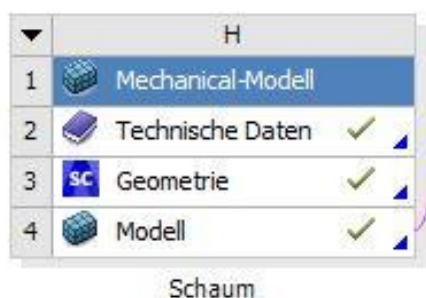 H
1 Mechanical-Modell
2 Technische Daten
3 SC Geometrie
4 Modell
Schaum